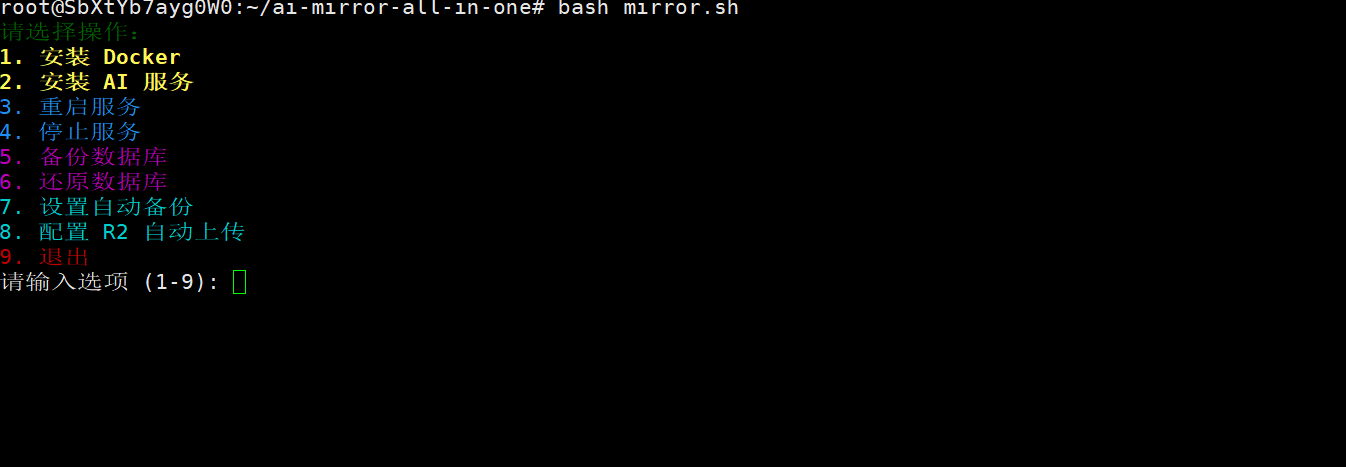 root@SbXtYb7ayg0W0:~/ai-mirror-all-in-one# bash mirror.sh
请选择操作：
1. 安装 Docker
2. 安装 AI 服务
3. 重启服务
4. 停止服务
5. 备份数据库
6. 还原数据库
7. 设置自动备份
8. 配置 R2 自动上传
9. 退出
请输入选项 (1-9):